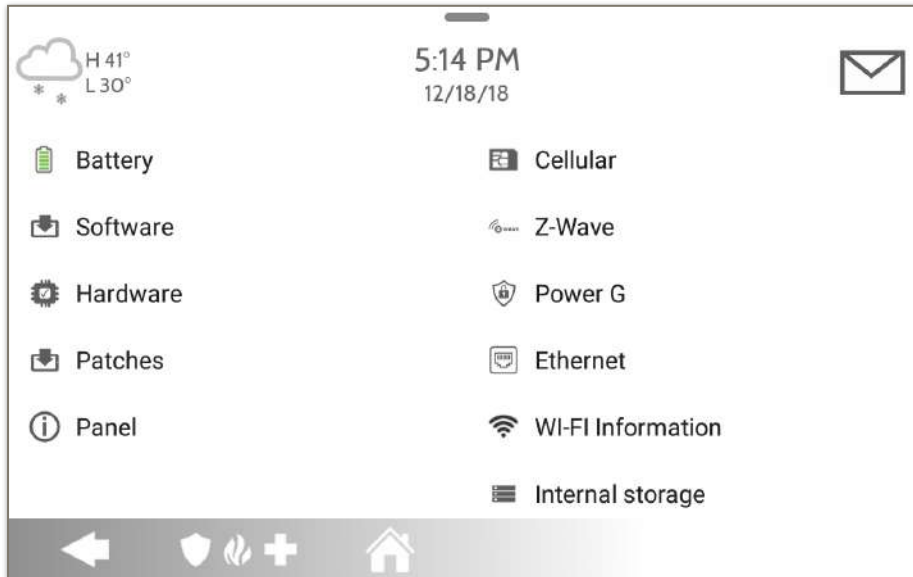 H 41°
L 30°
5:14 PM
12/18/18
Battery
Software
Hardware
Patches
Panel
Cellular
Z-Wave
Power G
Ethernet
WI-FI Information
Internal storage